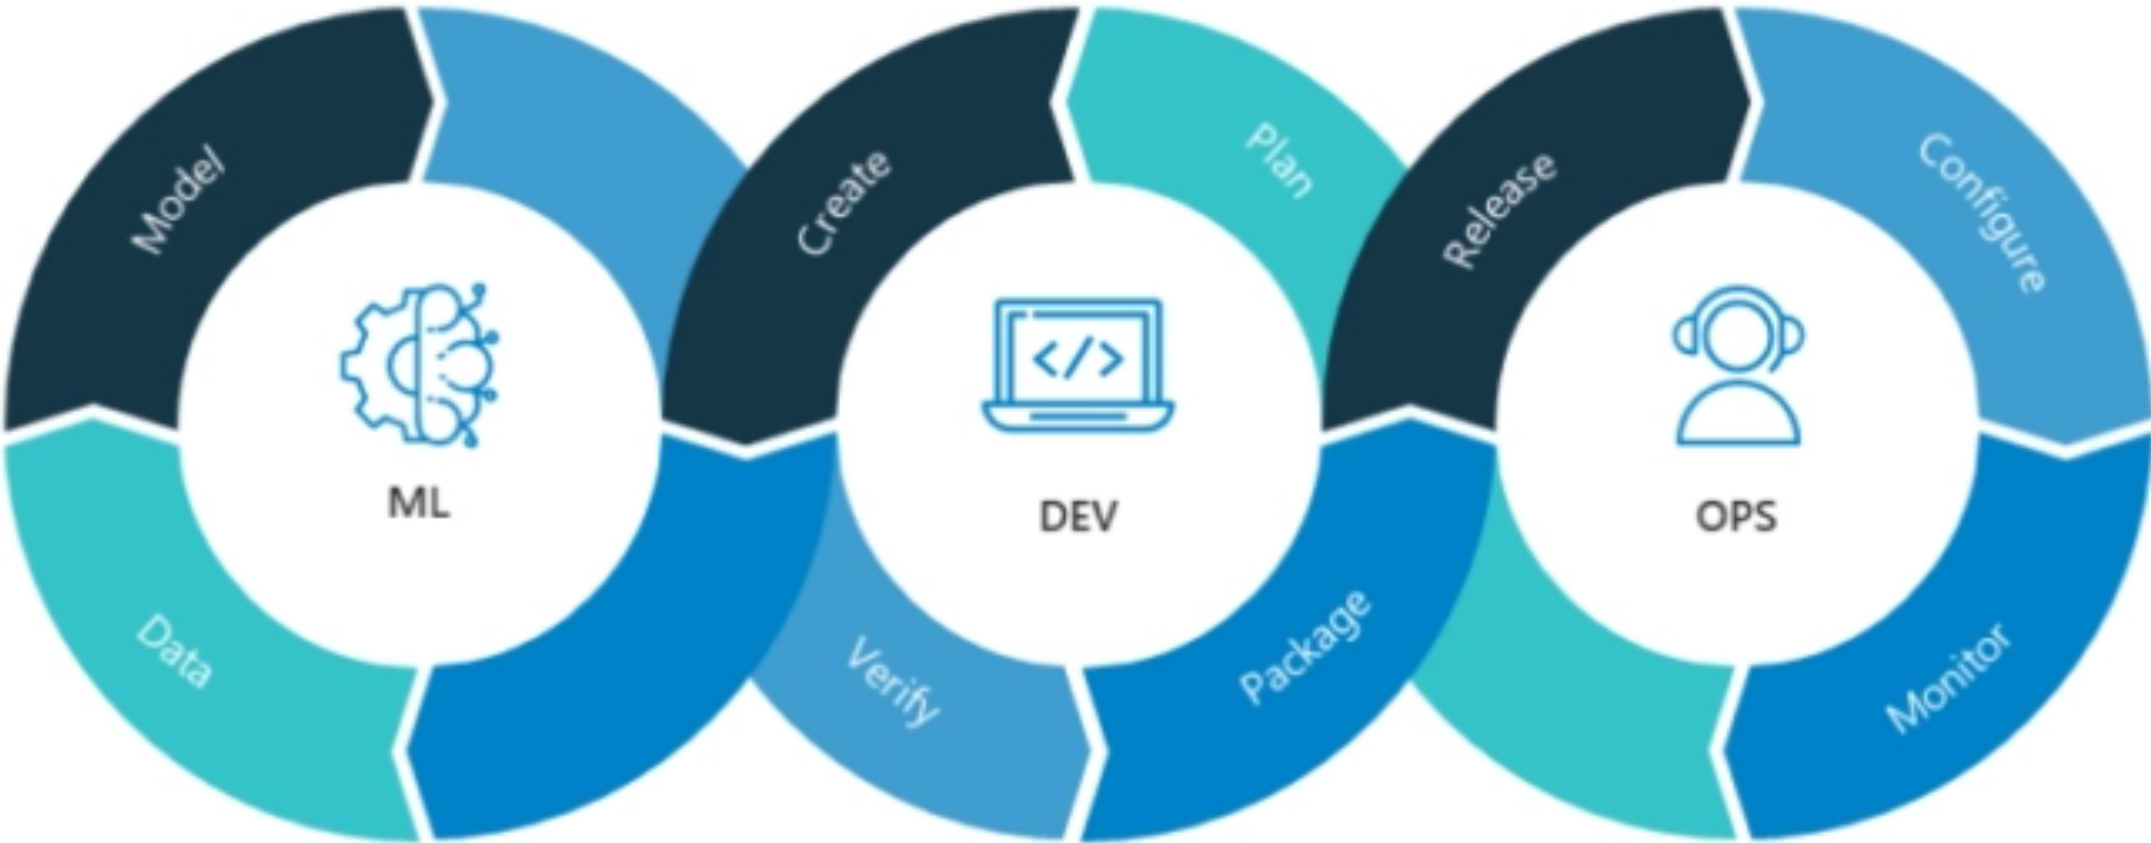 Model
Create
Plan
Release
Configure
</>
ML
DEV
OPS
Data
Verify
Package
Monitor